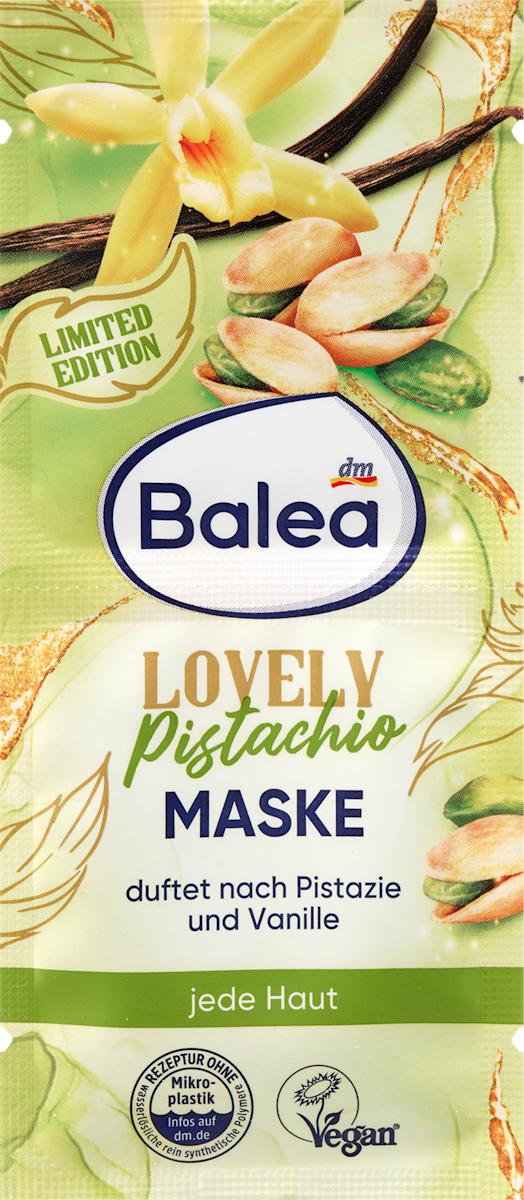 LIMITED
EDITION
dm
Balea
LOVELY
Pistachio
MASKE
duftet nach Pistazie
und Vanille
jede Haut
REZEPTUR OHNE
Mikro-
plastik
Infos auf
dm.de
wasserlösliche rein synthetische Polymere
Vegan